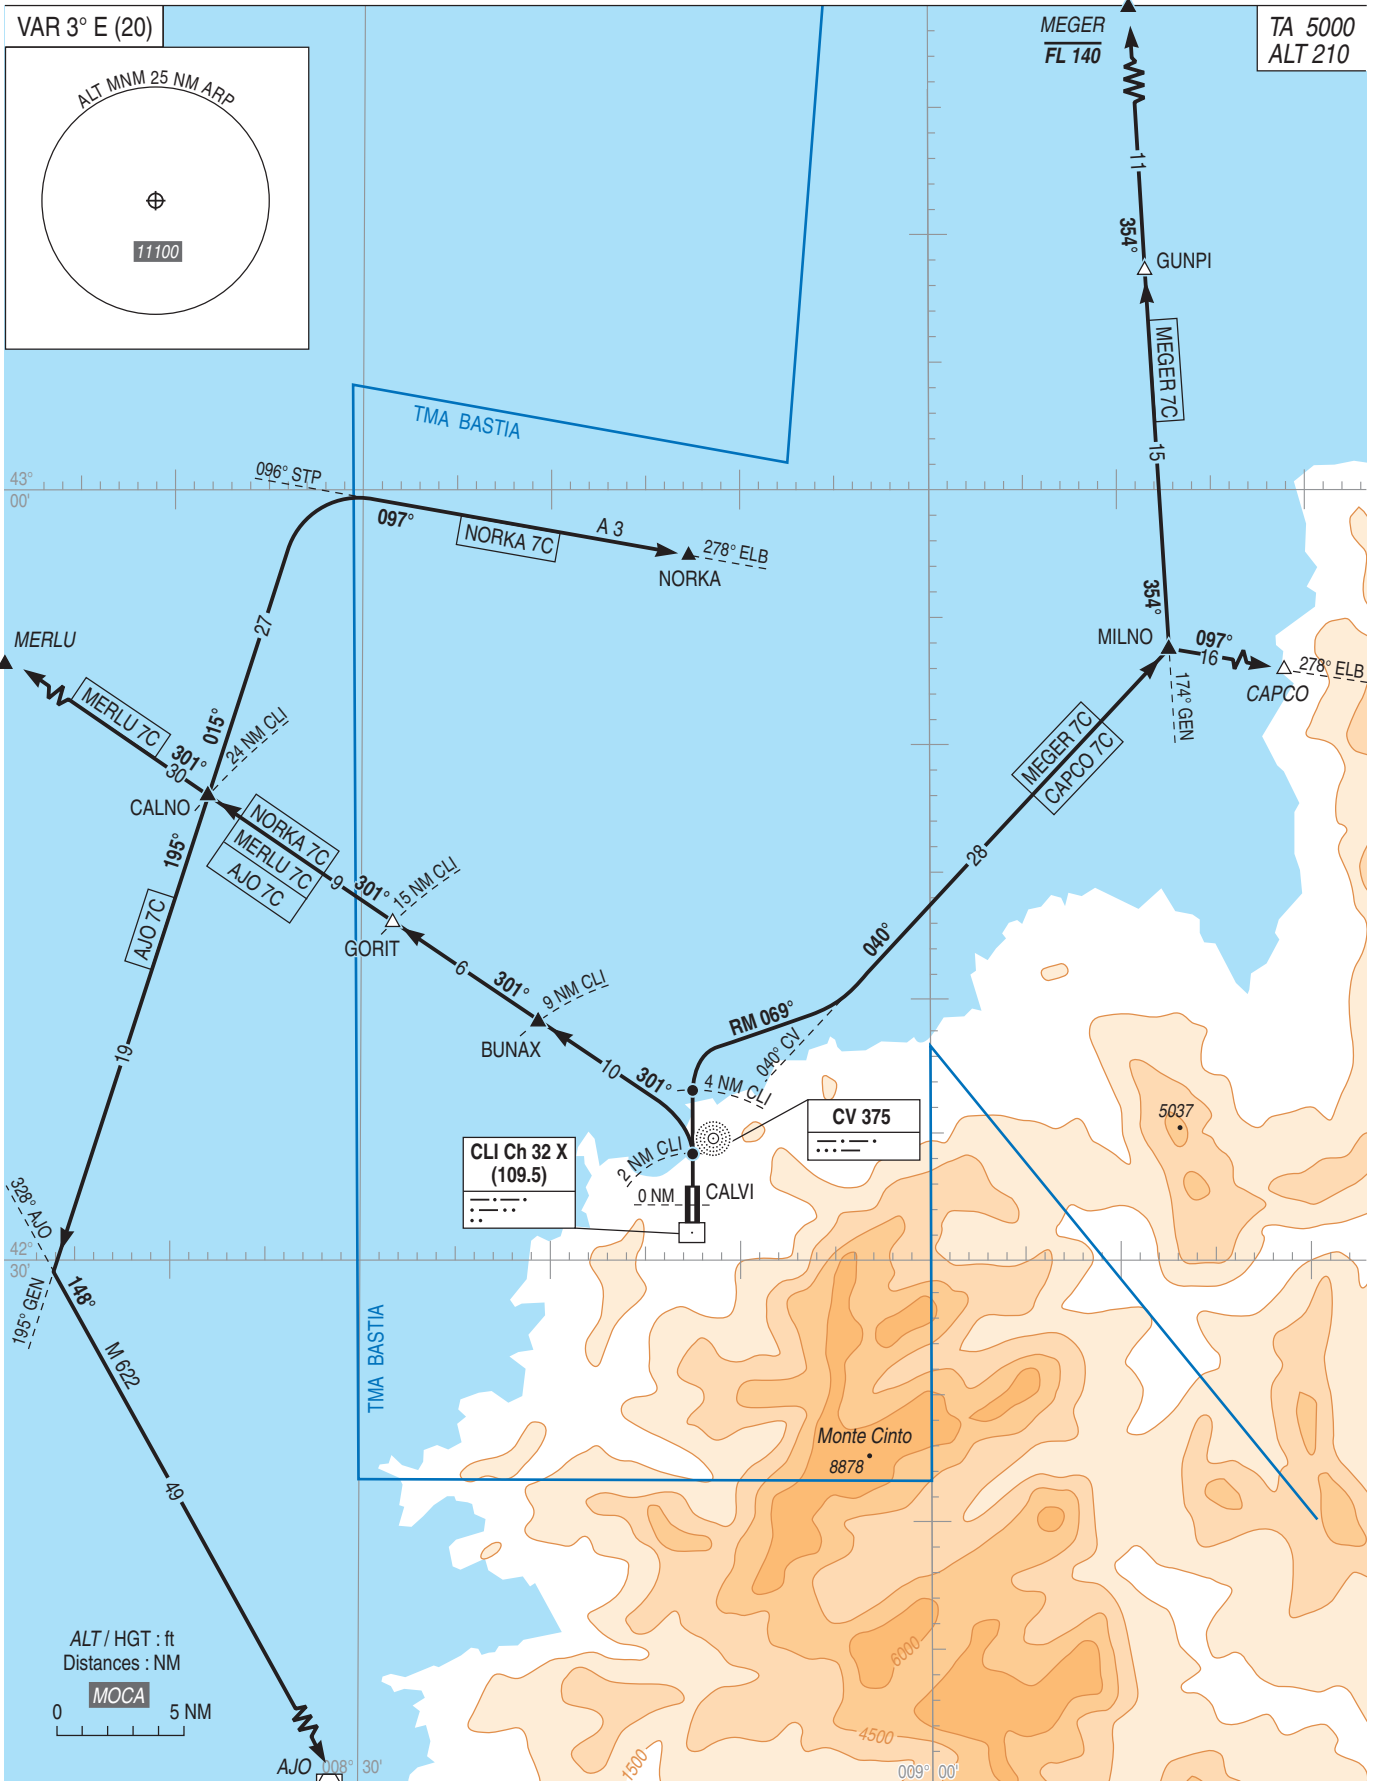 VAR 3° E (20)
MEGER
FL 140
TA 5000
ALT 210
ALT MNM 25 NM ARP
11100
11
354°
GUNPI
MEGER 7C
15
354°
TMA BASTIA
43°
00'
096° STP
097°
NORKA 7C
A 3
278° ELB
NORKA
27
MERLU
MERLU 7C
301°
30
015°
24 NM CLI
CALNO
MILNO
097°
16
278° ELB
CAPCO
174° GEN
MEGER 7C
CAPCO 7C
195°
NORKA 7C
MERLU 7C
AJO 7C
9
301°
15 NM CLI
GORIT
28
AJO 7C
6
301°
9 NM CLI
BUNAX
040°
RM 069°
040° CV
19
10
301°
4 NM CLI
CV 375
5037
CLI Ch 32 X
(109.5)
2 NM CLI
0 NM
CALVI
328° AJO
42°
30'
195° GEN
148°
M 622
TMA BASTIA
Monte Cinto
8878
49
6000
4500
1500
ALT / HGT : ft
Distances : NM
MOCA
0
5 NM
AJO
008° 30'
009° 00'